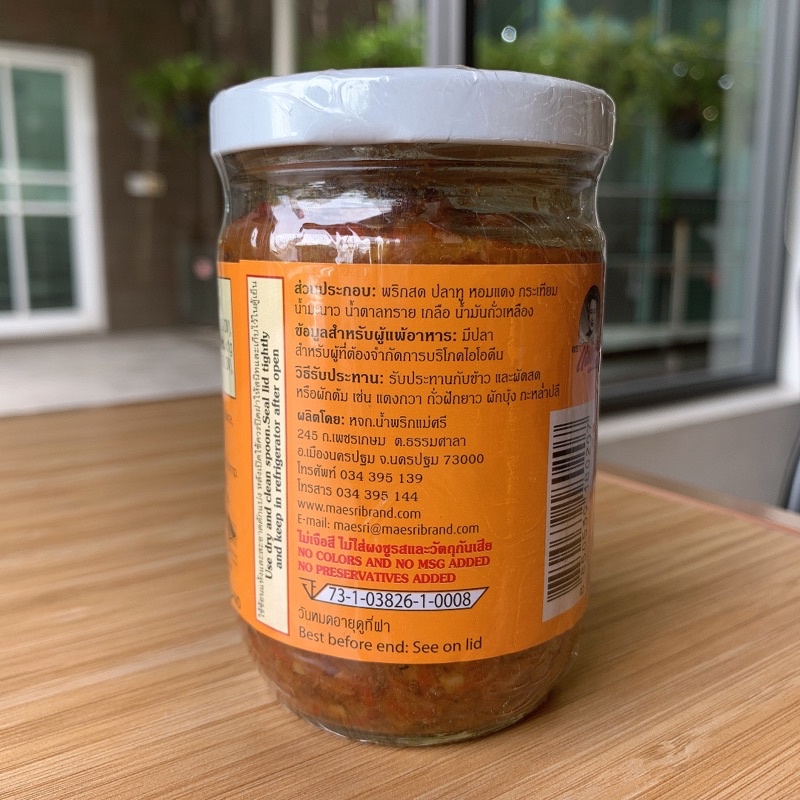 ส่วนประกอบ: พริกสด ปลาทู หอมแดง กระเทียม
น้ำมะนาว น้ำตาลทราย เกลือ น้ำมันถั่วเหลือง
ข้อมูลสำหรับผู้แพ้อาหาร: มีปลา
สำหรับผู้ที่ต้องจำกัดการบริโภคไอโอดีน
วิธีรับประทาน: รับประทานกับข้าว และผัดสด
หรือผักต้ม เช่น แตงกวา ถั่วฝักยาว ผักบุ้ง กะหล่ำปลี
ผลิตโดย: หจก.น้ำพริกแม่ศรี
245 ถ.เพชรเกษม ต.ธรรมศาลา
อ.เมืองนครปฐม จ.นครปฐม 73000
โทรศัพท์ 034 395 139
โทรสาร 034 395 144
www.maesribrand.com
E-mail: maesri@maesribrand.com
ไม่เจือสี ไม่ใส่ผงชูรสและวัตถุกันเสีย
NO COLORS AND NO MSG ADDED
NO PRESERVATIVES ADDED
73-1-03826-1-0008
วันหมดอายุดูที่ฝา
Best before end: See on lid
Use dry and clean spoon.Seal lid tightly
and keep in refrigerator after open